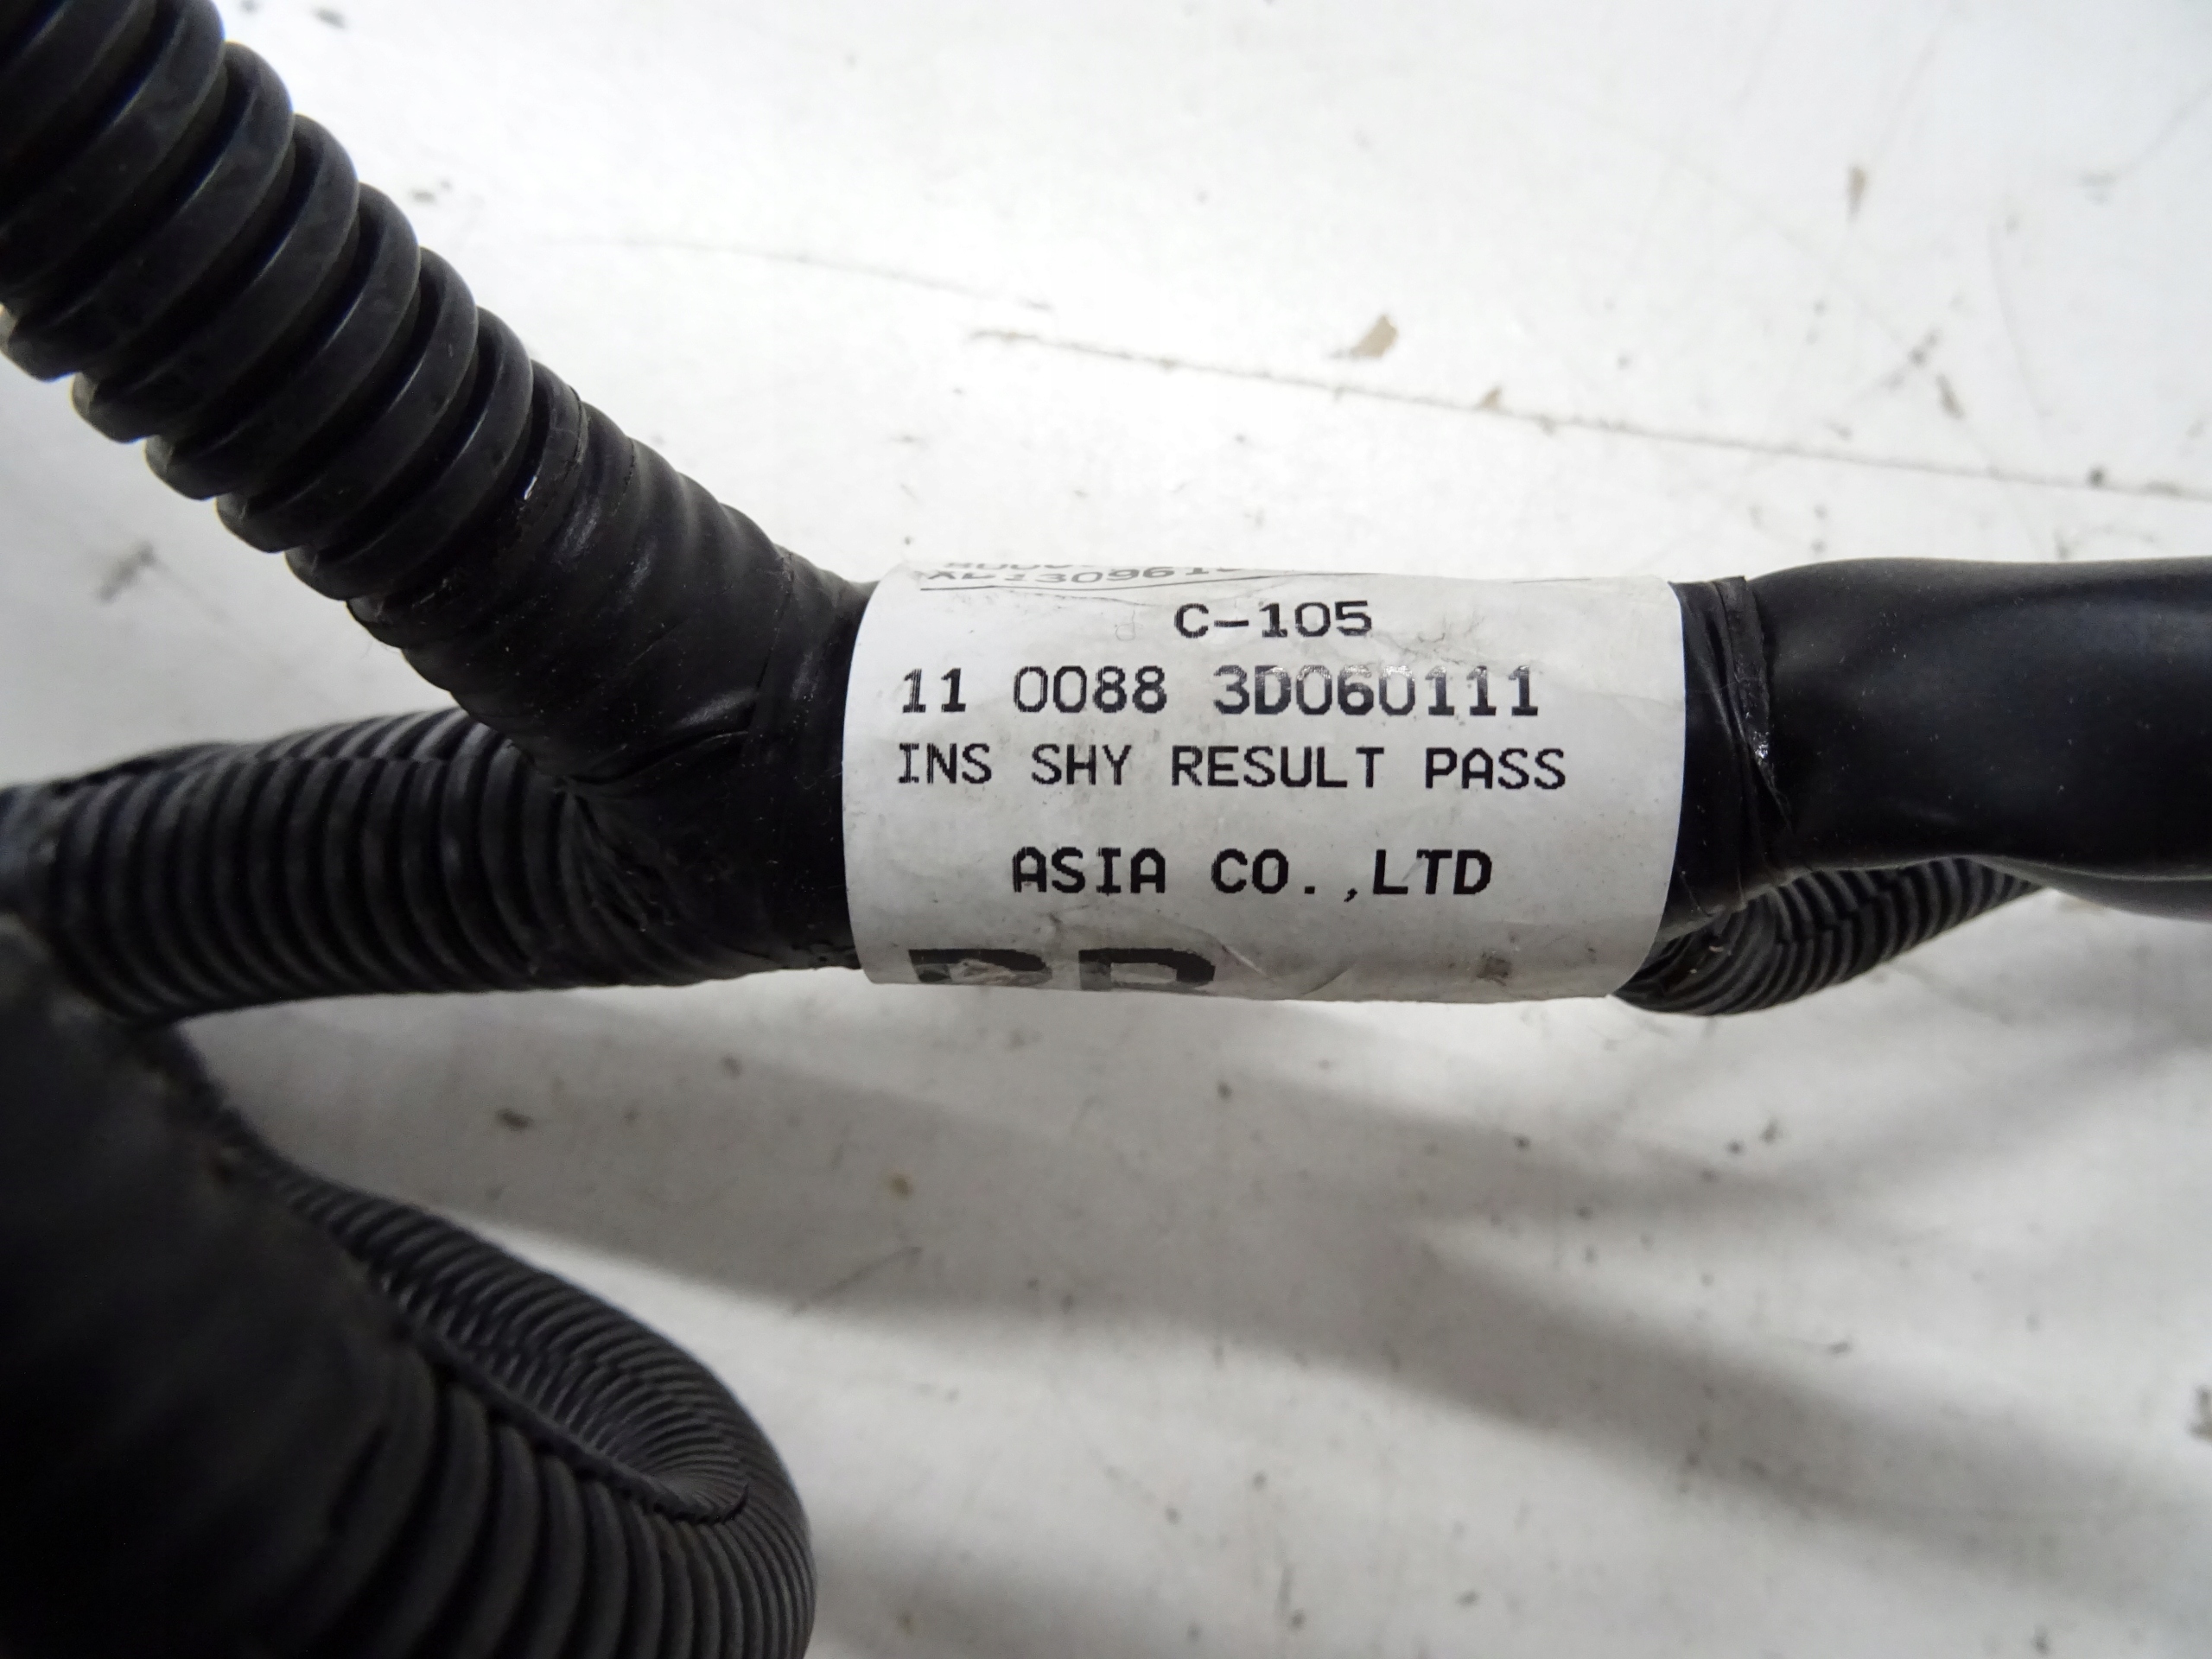 C-105
11 0088 3D060111
INS SHY RESULT PASS
ASIA CO.,LTD